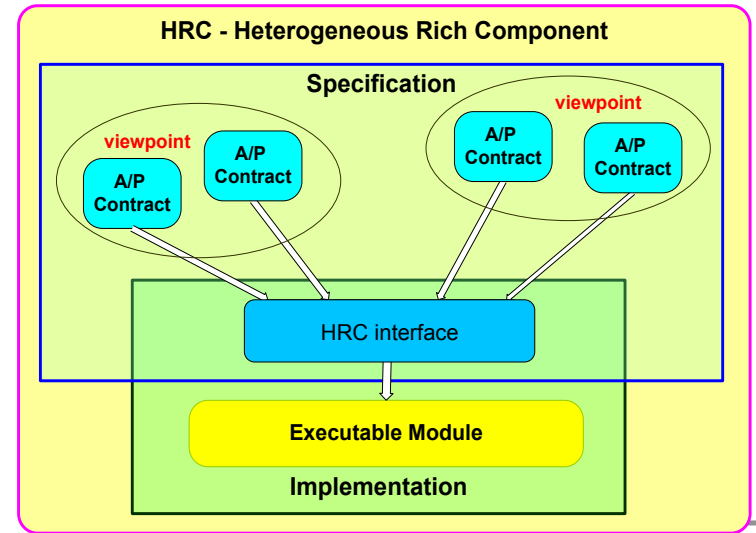 HRC - Heterogeneous Rich Component
Specification
viewpoint
A/P
Contract
A/P
Contract
viewpoint
A/P
Contract
A/P
Contract
HRC interface
Executable Module
Implementation